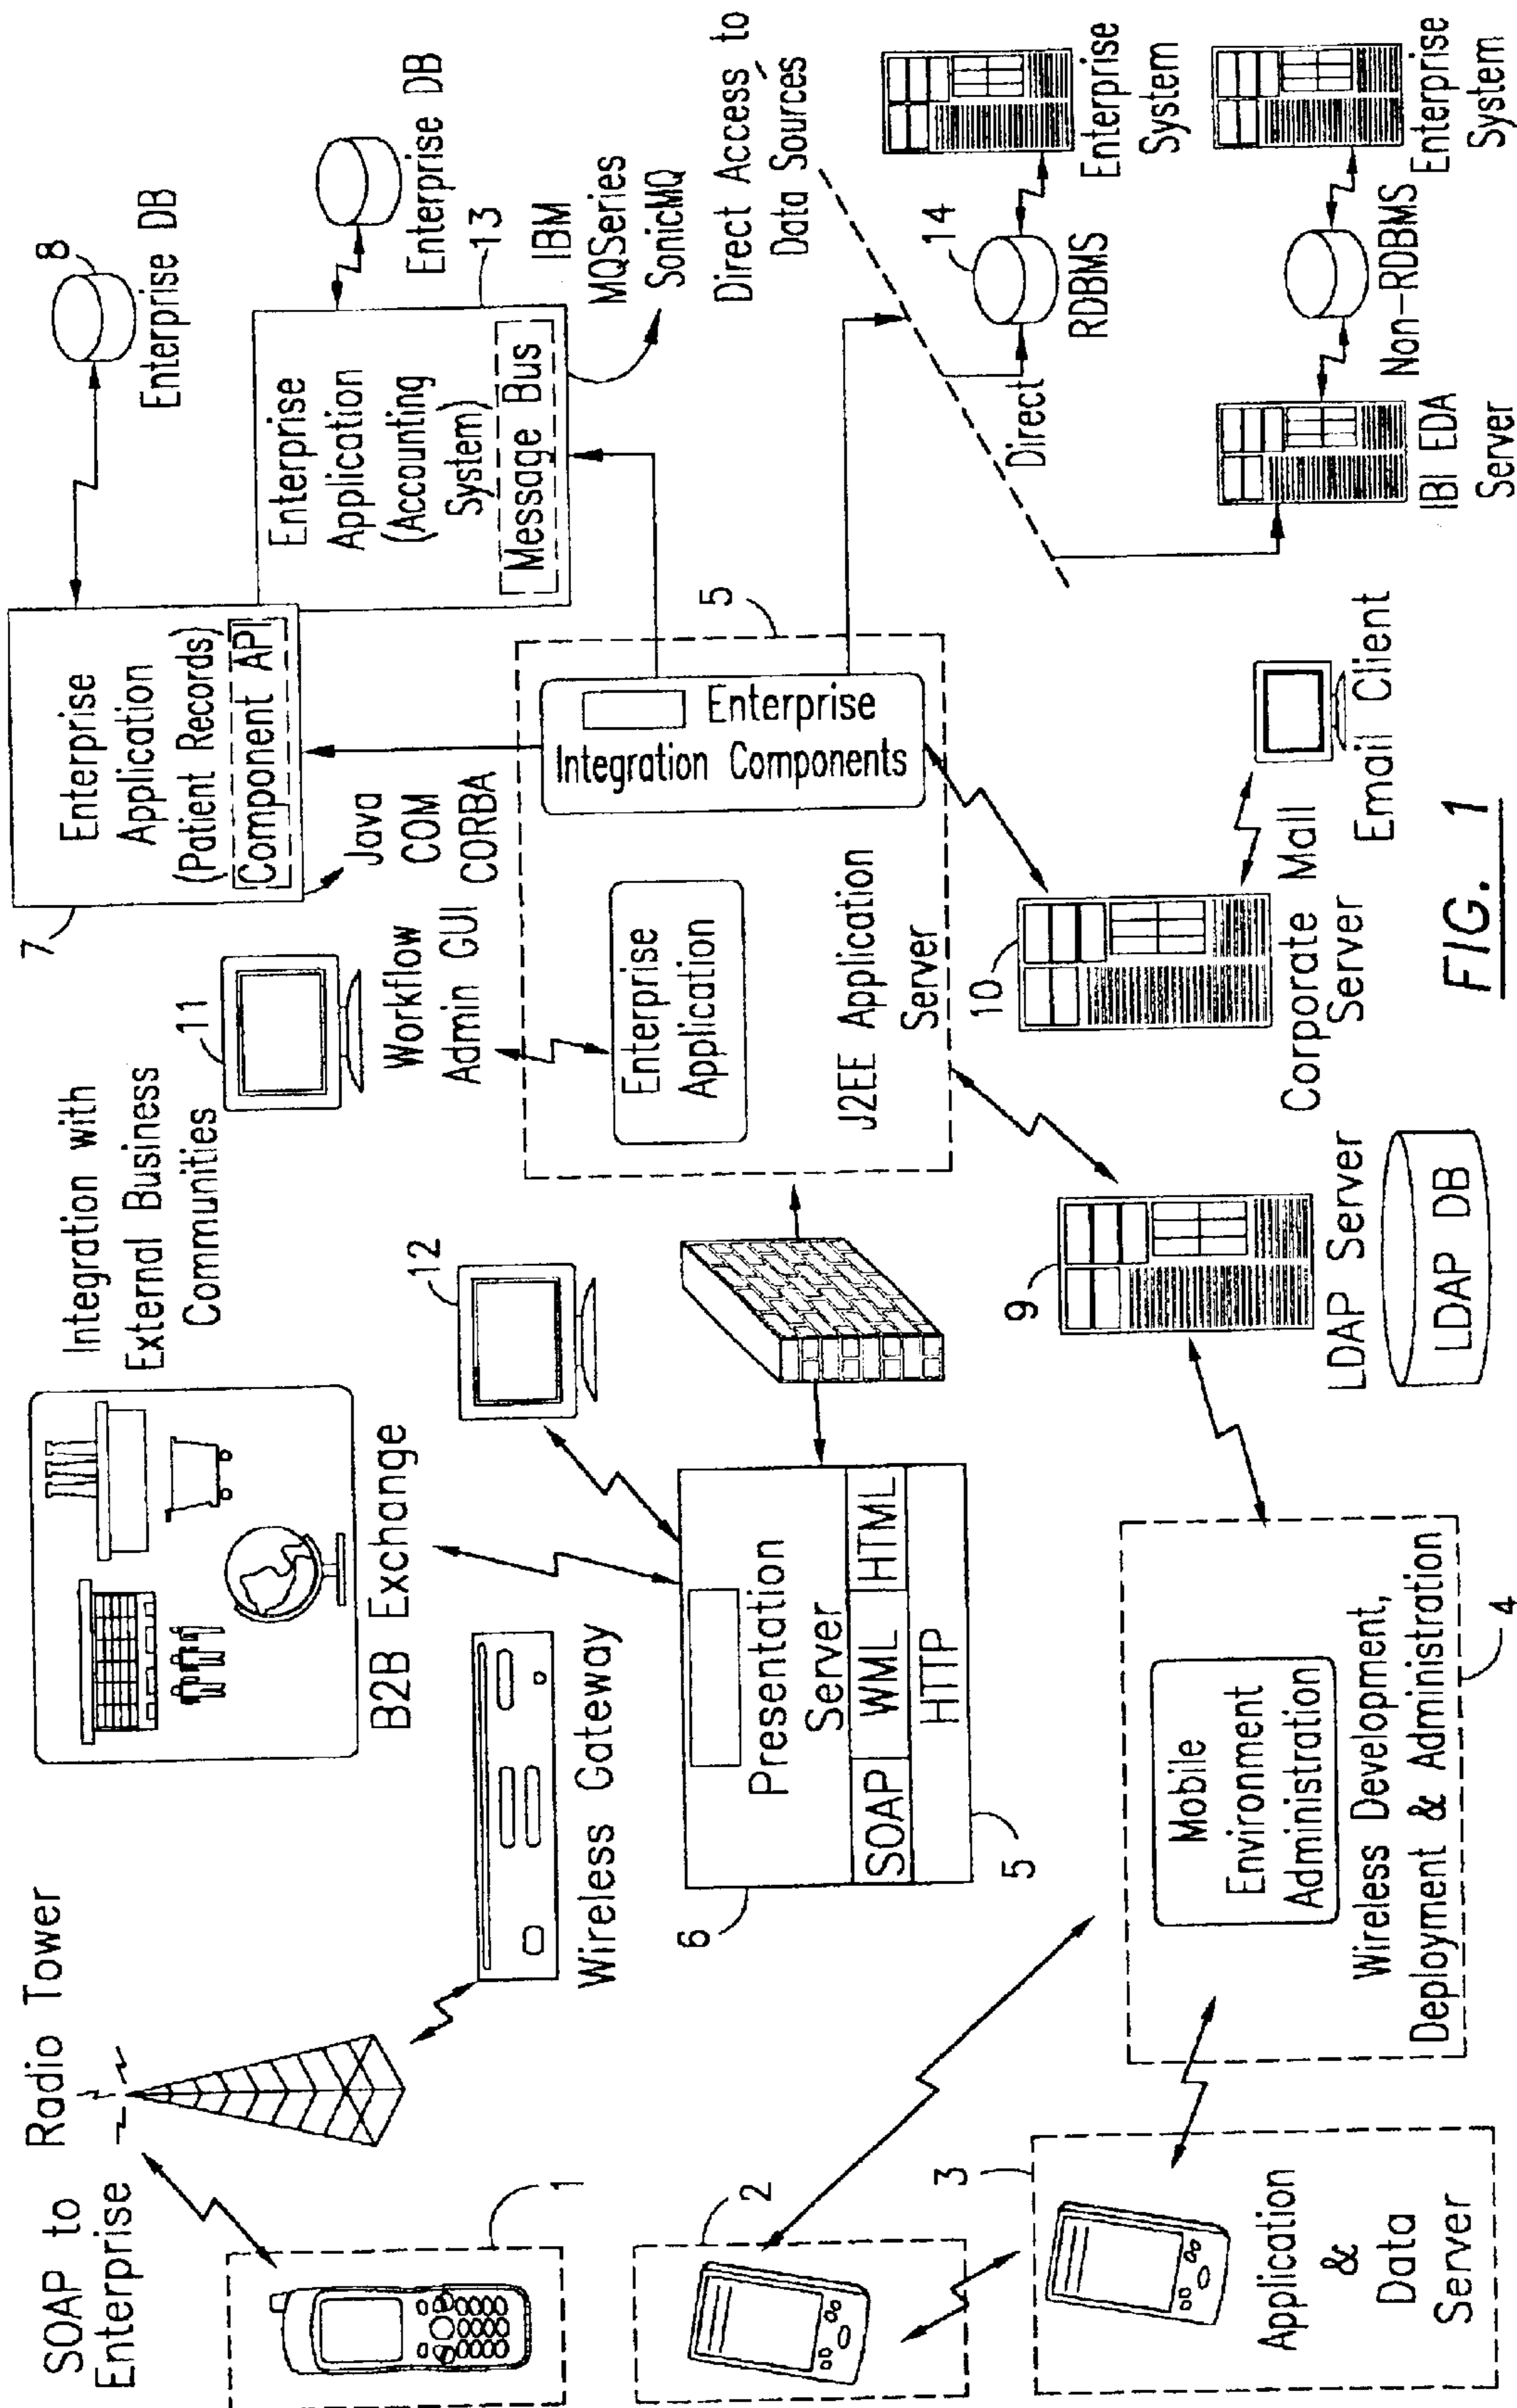 SOAP to
Enterprise
Radio Tower
1
2
3
Application
&
Data
Server
Wireless Gateway
B2B Exchange
Integration with
External Business
Communities
12
6
Presentation
Server
SOAP
WML
HTML
HTTP
5
Mobile
Environment
Administration
Wireless Development,
Deployment & Administration
4
9
LDAP Server
LDAP DB
11
Workflow
Admin GUI
Enterprise
Application
J2EE Application
Server
Enterprise
Integration Components
5
10
Corporate Mail
Server
Email Client
7
Enterprise
Application
(Patient Records)
Component API
Java
COM
CORBA
8
Enterprise DB
Enterprise
Application
(Accounting
System)
Message Bus
13
Enterprise DB
IBM
MQSeries
SonicMQ
Direct Access to
Data Sources
Direct
14
RDBMS
Enterprise
System
IBI EDA
Server
Non-RDBMS
Enterprise
System
FIG. 1